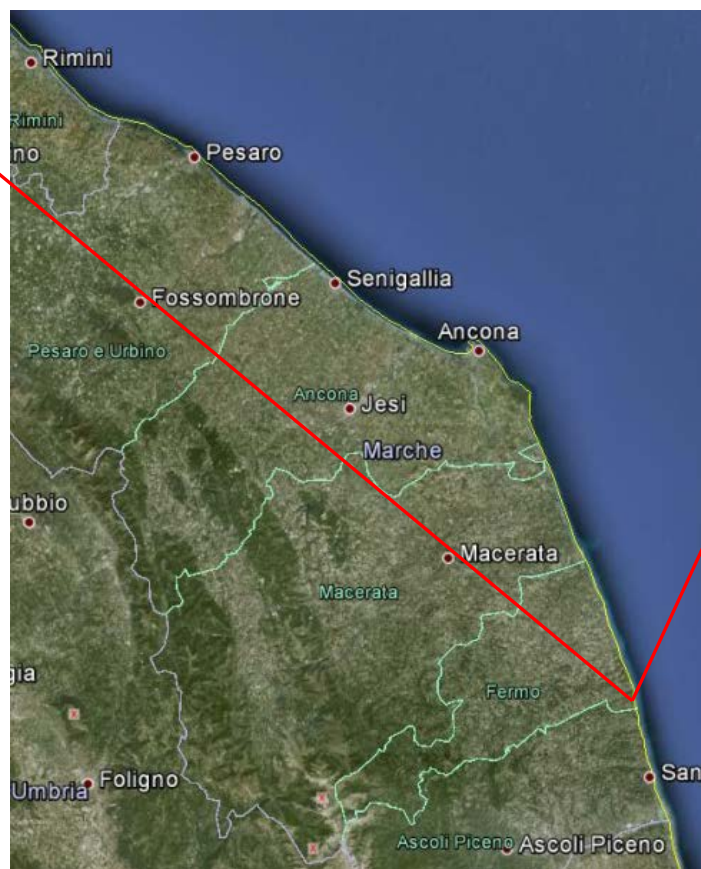 Rimini
Rimini
no
Pesaro
Senigallia
Fossombrone
Ancona
Pesaro e Urbino
Ancona
Jesi
Marche
ubbio
Macerata
Macerata
gia
Fermo
San
Foligno
Umbria
Ascoli Piceno
Ascoli Piceno